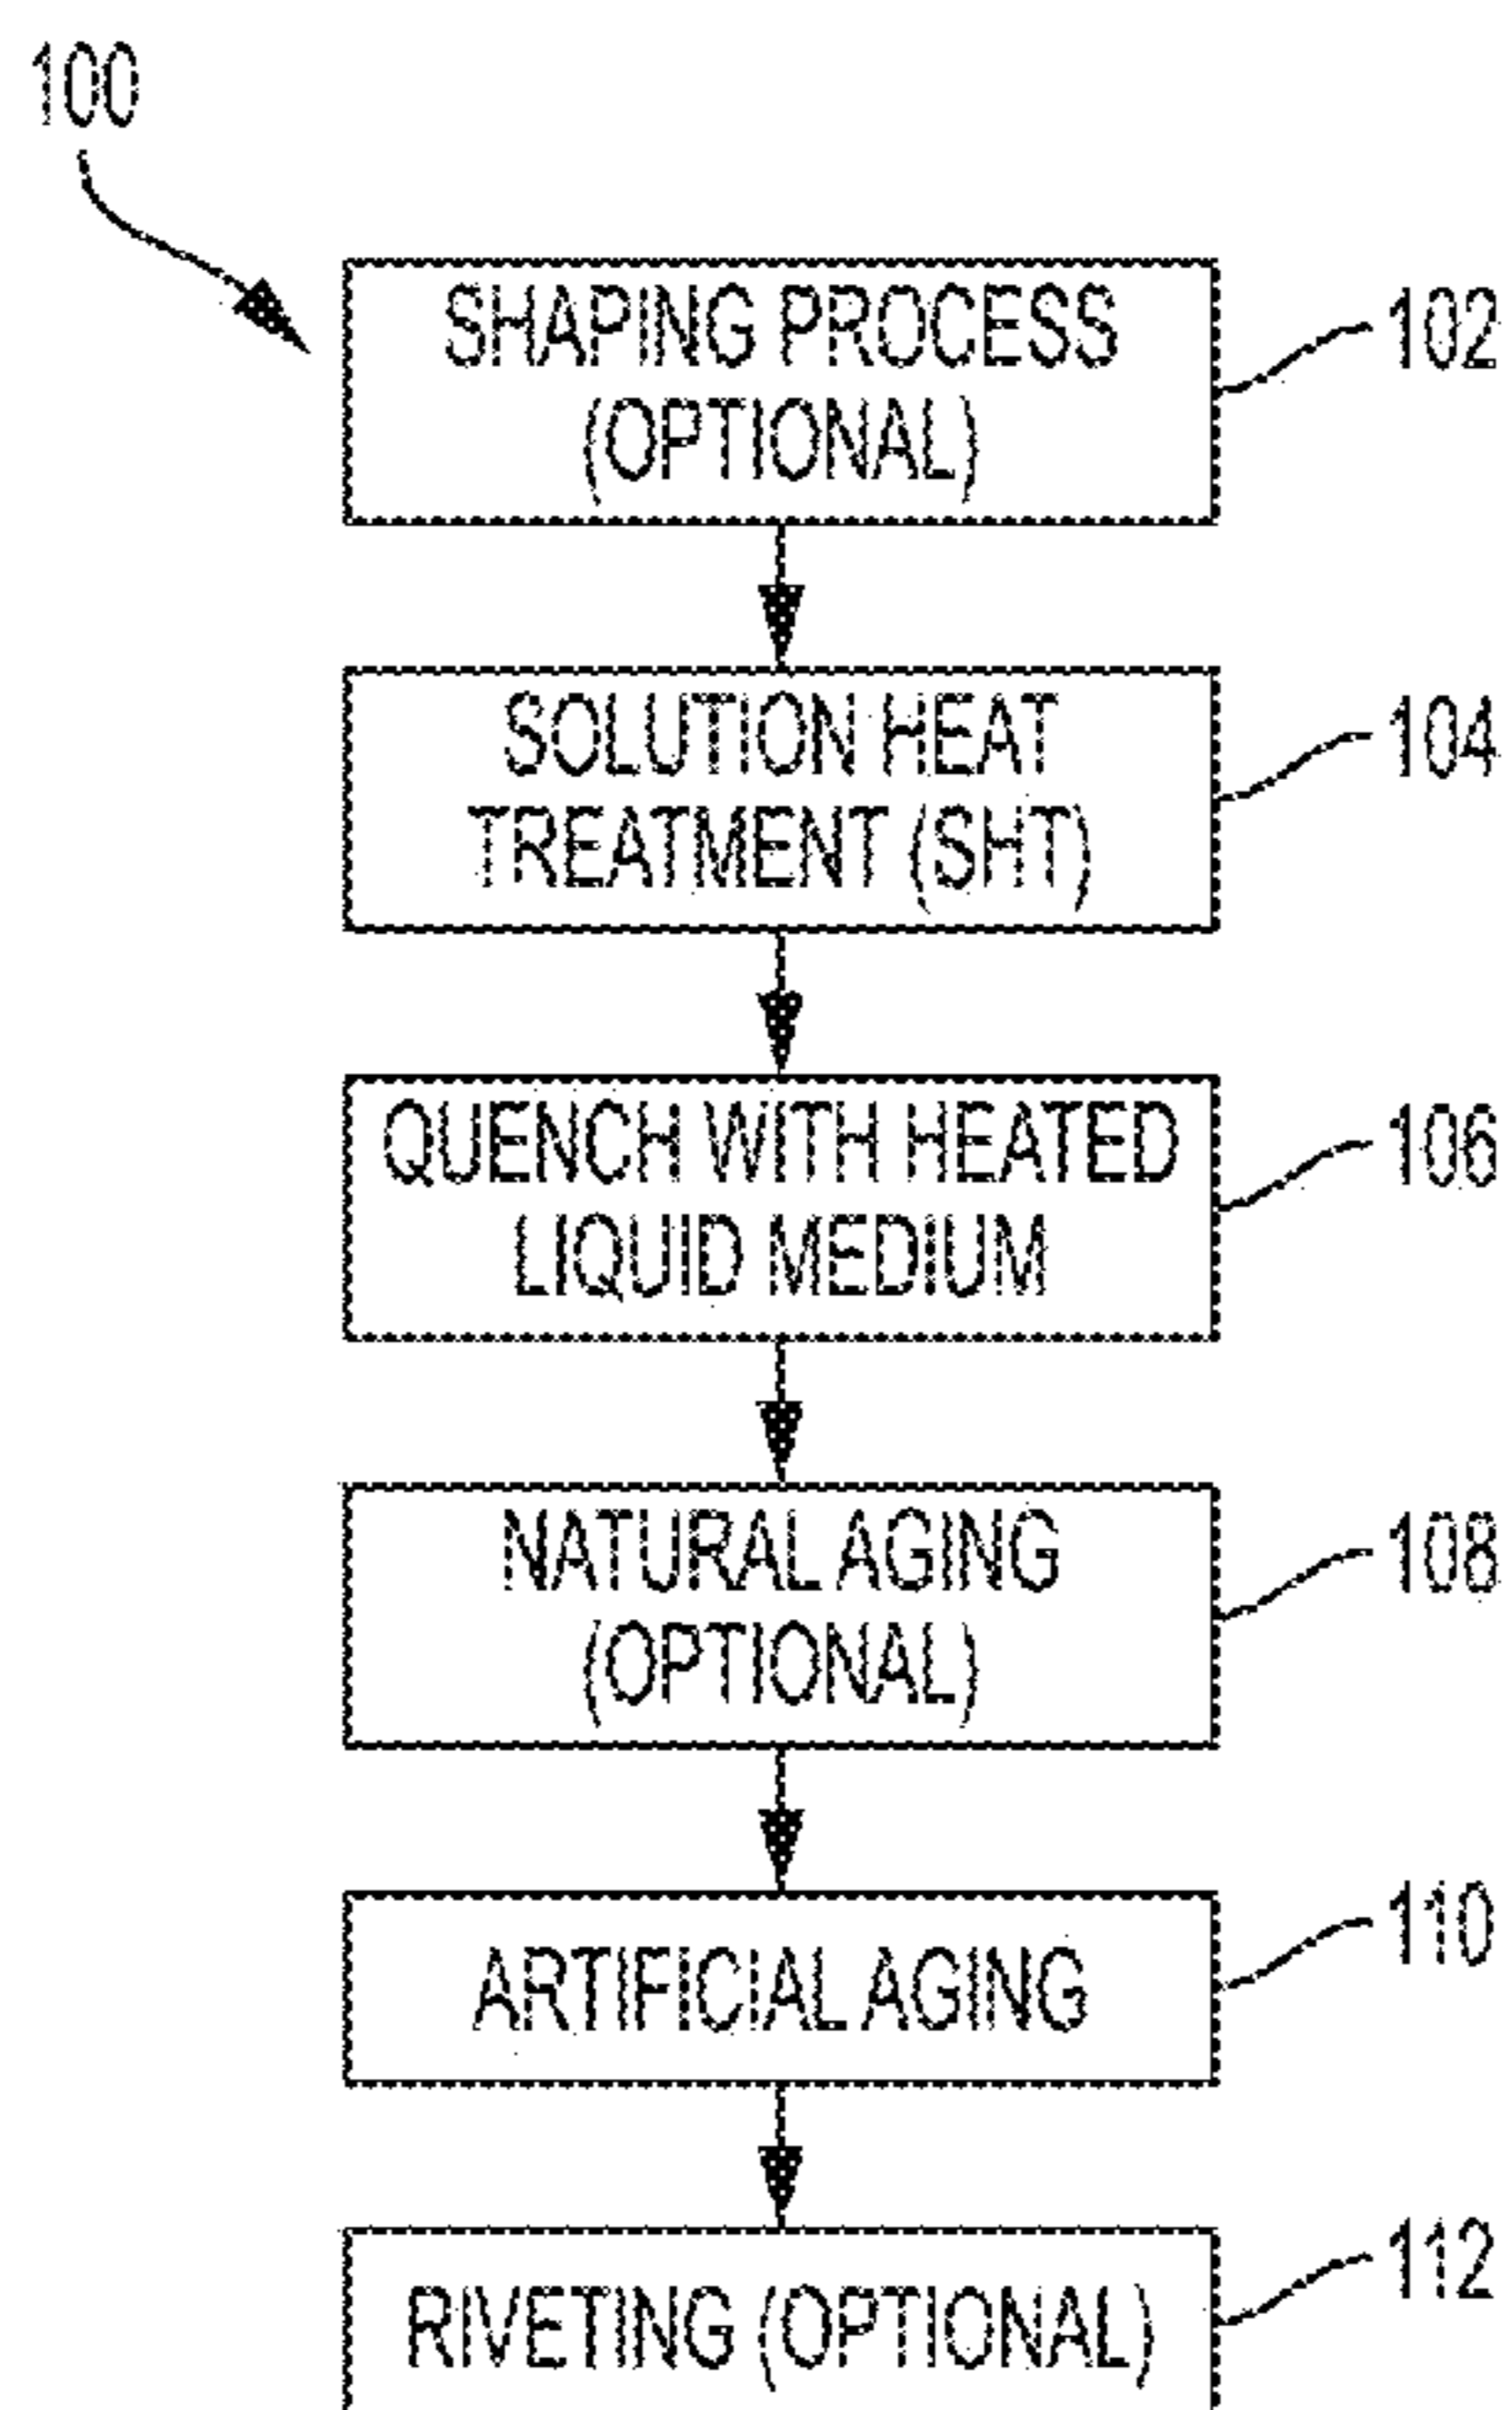 100
SHAPING PROCESS
(OPTIONAL)
102
SOLUTION HEAT
TREATMENT (SHT)
104
QUENCH WITH HEATED
LIQUID MEDIUM
106
NATURAL AGING
(OPTIONAL)
108
ARTIFICIAL AGING
110
RIVETING (OPTIONAL)
112